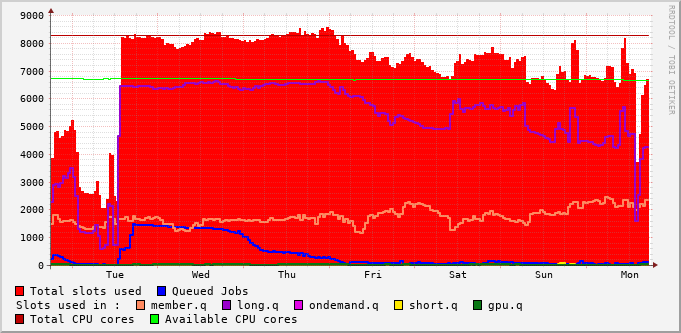 9000
8000
7000
6000
5000
4000
3000
2000
1000
0
Tue Wed Thu Fri Sat Sun Mon
RRDTOOL / TOBI OETIKER
Total slots used Queued Jobs
Slots used in : member.q long.q ondemand.q short.q gpu.q
Total CPU cores Available CPU cores